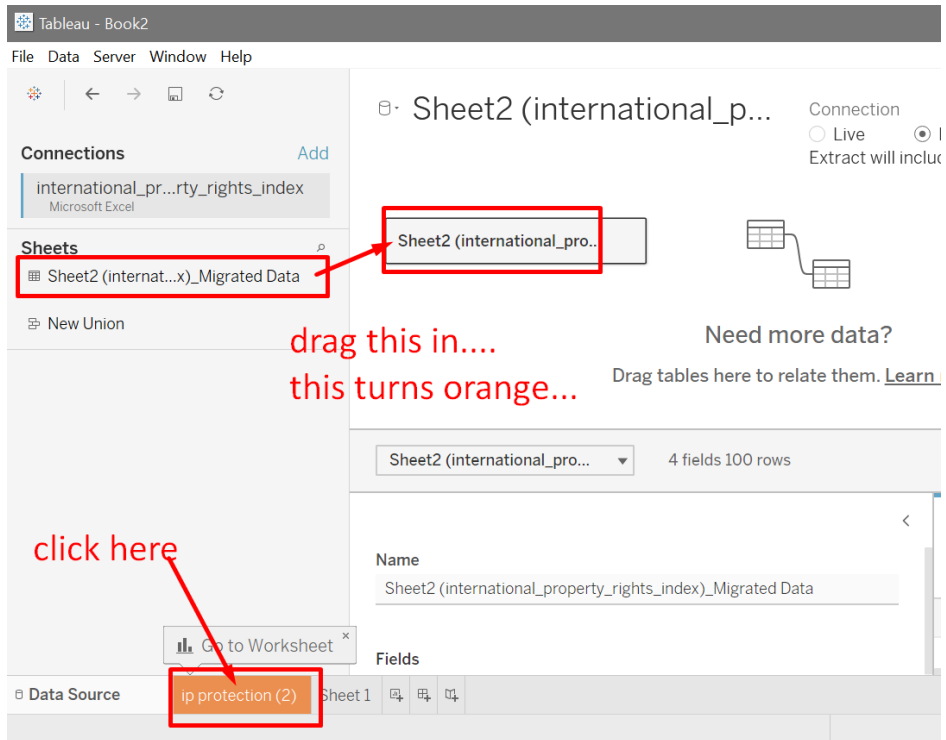 Tableau - Book2
File Data Server Window Help
Sheet2 (international_p...
Connection
Live
Extract will inclu
Connections Add
international_pr...rty_rights_index
Microsoft Excel
Sheets
Sheet2 (internat...x)_Migrated Data
Sheet2 (international_pro...
New Union
drag this in....
this turns orange...
Need more data?
Drag tables here to relate them. Learn
Sheet2 (international_pro... 4 fields 100 rows
click here
Name
Sheet2 (international_property_rights_index)_Migrated Data
Go to Worksheet
Fields
Data Source ip protection (2) Sheet 1